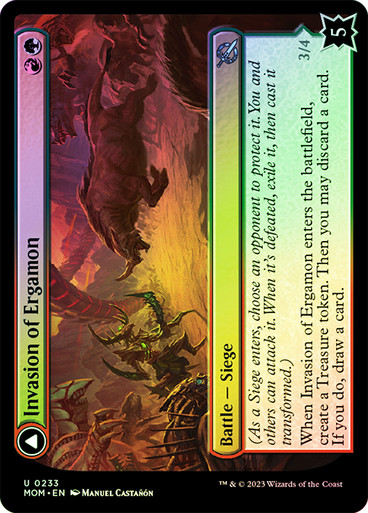 Invasion of Ergamon
Battle — Siege
(As a Siege enters, choose an opponent to protect it. You and
others can attack it. When it's defeated, exile it, then cast it
transformed.)
When Invasion of Ergamon enters the battlefield,
create a Treasure token. Then you may discard a card.
If you do, draw a card.
3/4
5
U 0233
MOM • EN Manuel Castañón
™ & © 2023 Wizards of the Coast